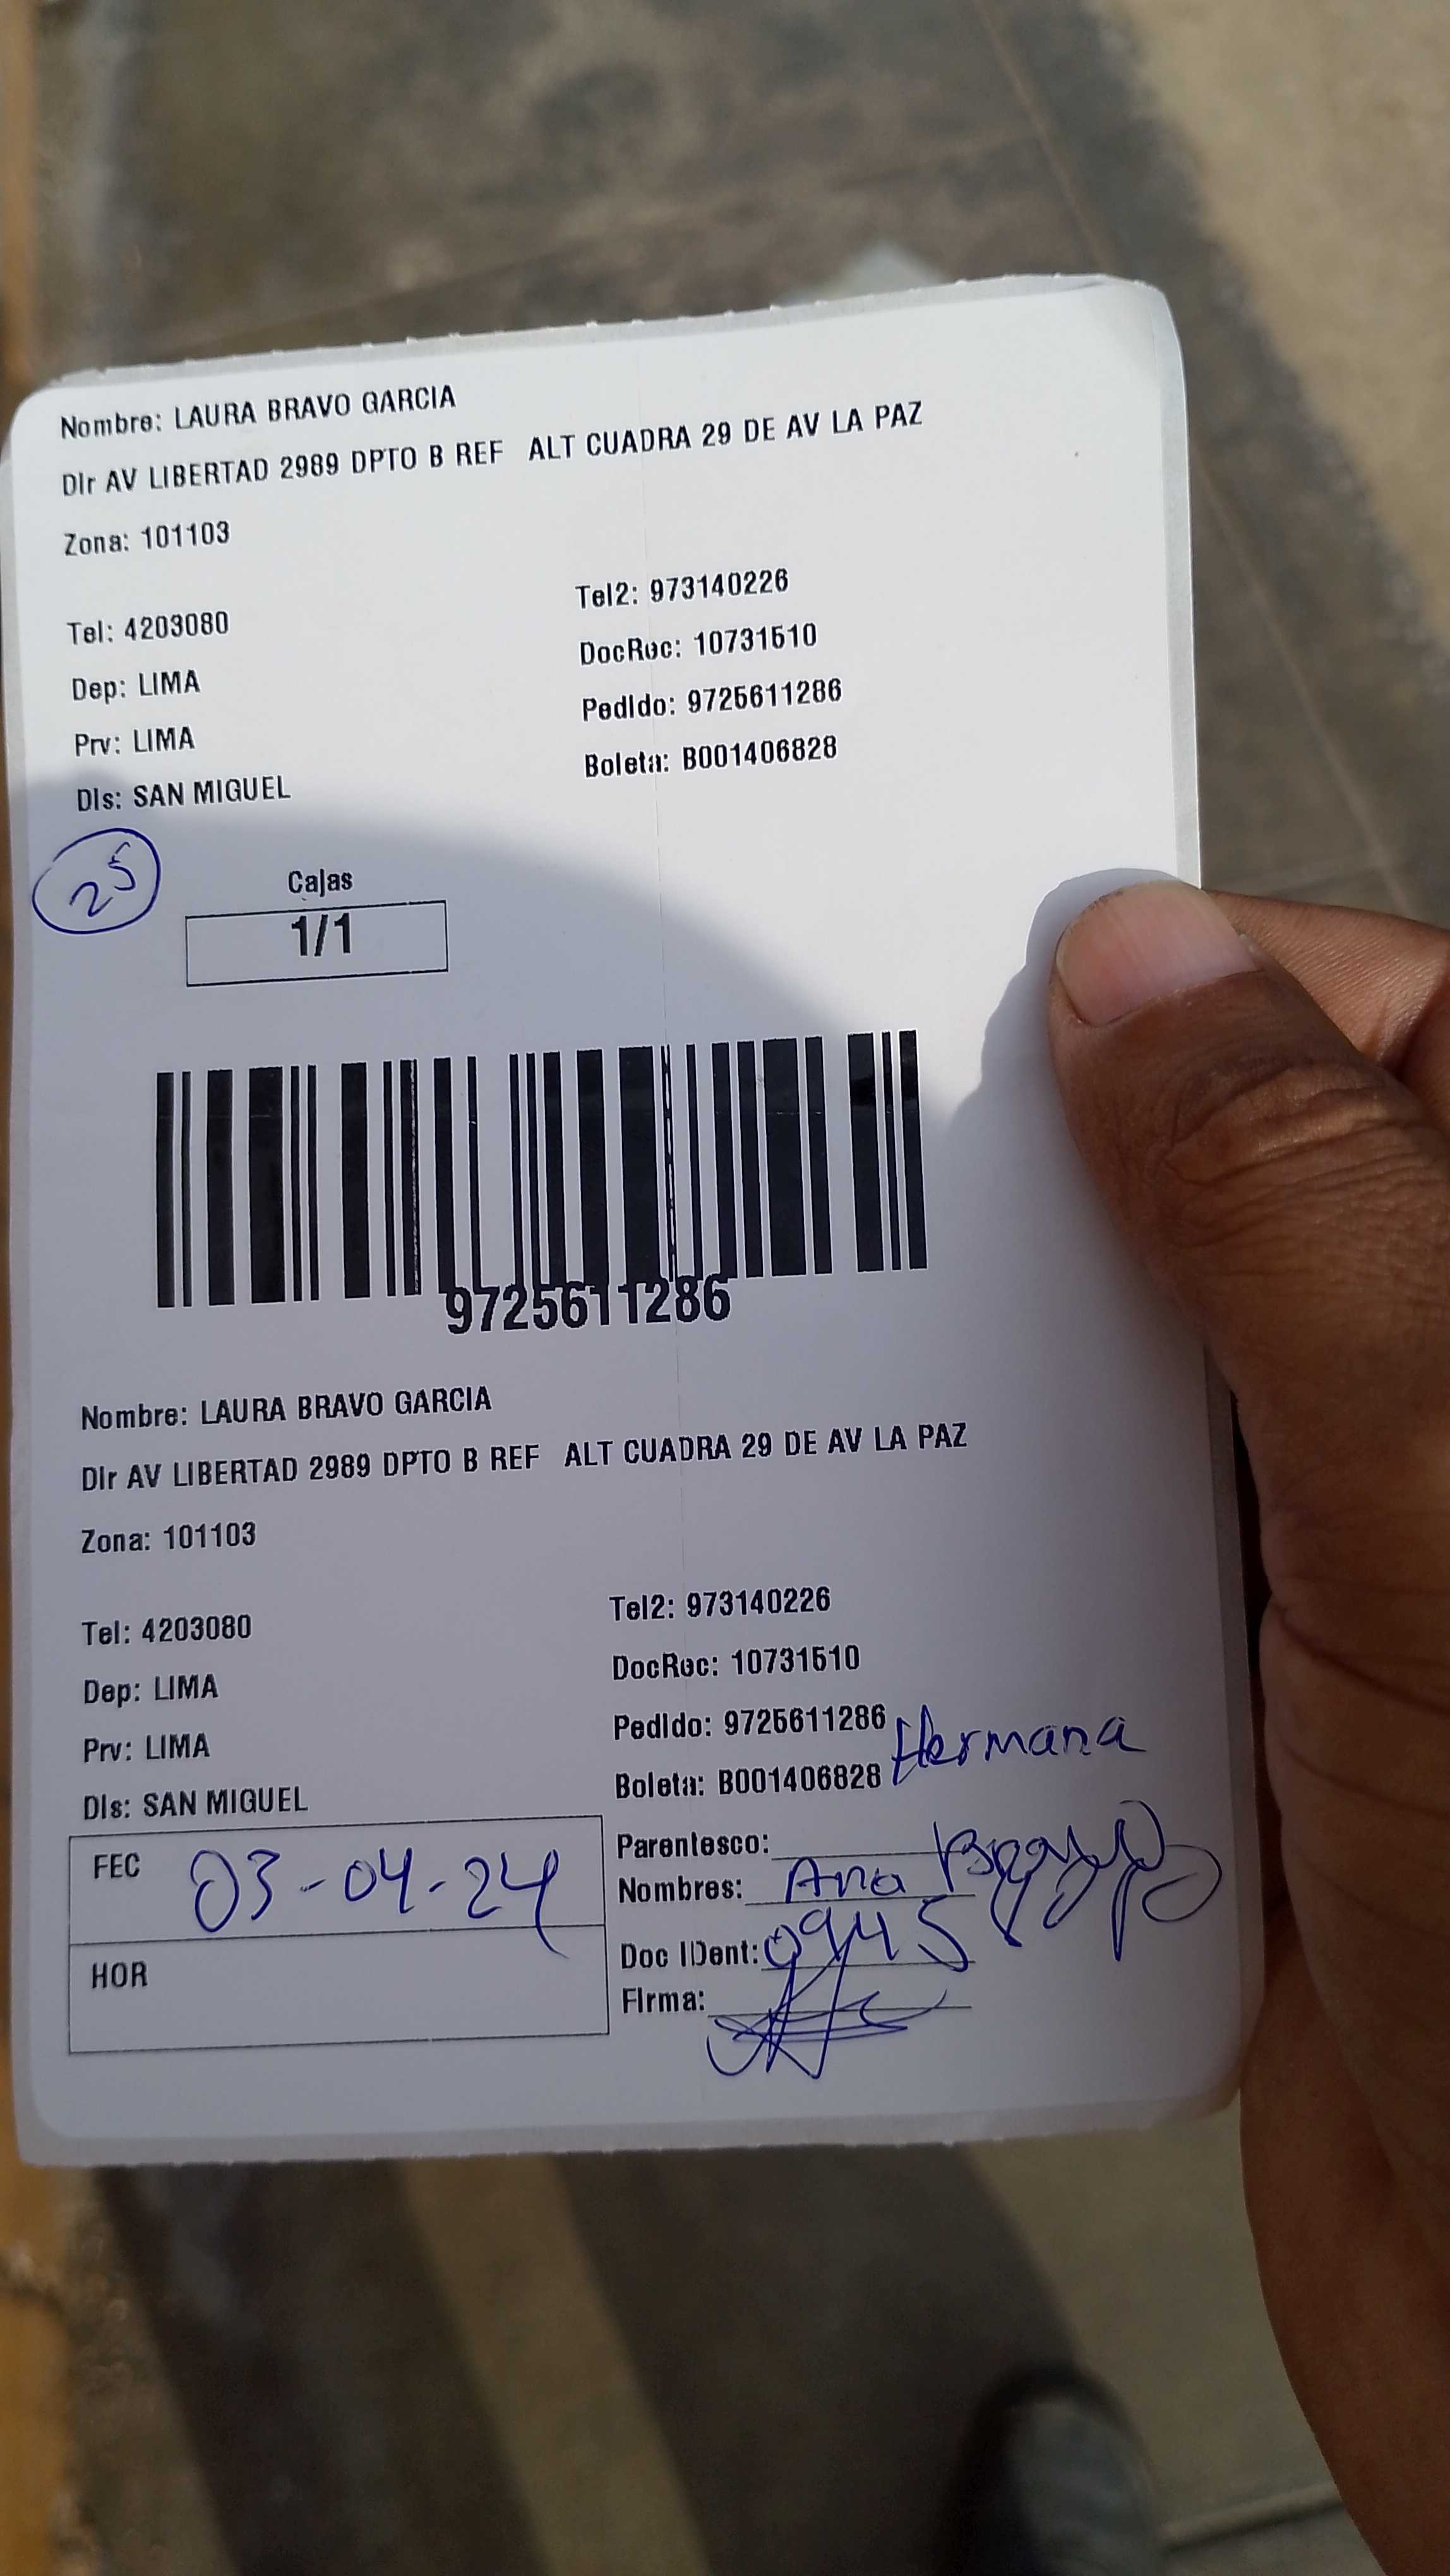 Nombre: LAURA BRAVO GARCIA
Dir AV LIBERTAD 2989 DPTO B REF ALT CUADRA 29 DE AV LA PAZ
Zona: 101103
Tel: 4203080 Tel2: 973140226
Dep: LIMA DocRec: 10731510
Prv: LIMA Pedido: 9725611286
Dis: SAN MIGUEL Boleta: B001406828
25
Cajas
1/1
9725611286
Nombre: LAURA BRAVO GARCIA
Dir AV LIBERTAD 2989 DPTO B REF ALT CUADRA 29 DE AV LA PAZ
Zona: 101103
Tel: 4203080 Tel2: 973140226
Dep: LIMA DocRec: 10731510
Prv: LIMA Pedido: 9725611286
Dis: SAN MIGUEL Boleta: B001406828
Hermana
FEC 03-04-24 Parentesco:
Nombres: Ana
HOR Doc IDent:
Firma: